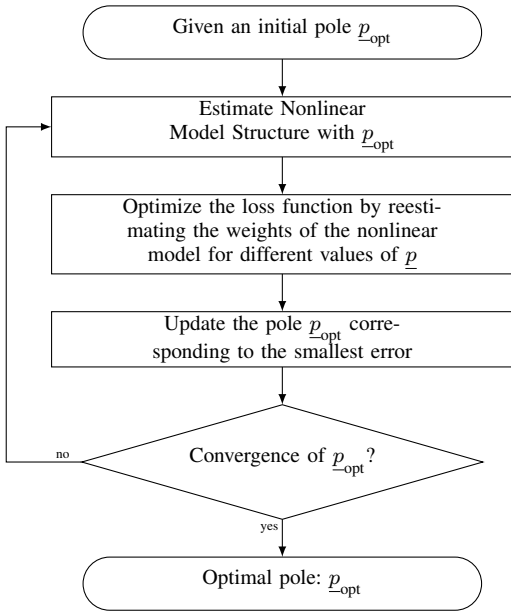 Given an initial pole p_opt
Estimate Nonlinear
Model Structure with p_opt
Optimize the loss function by reesti-
mating the weights of the nonlinear
model for different values of p
Update the pole p_opt corre-
sponding to the smallest error
no
Convergence of p_opt?
yes
Optimal pole: p_opt